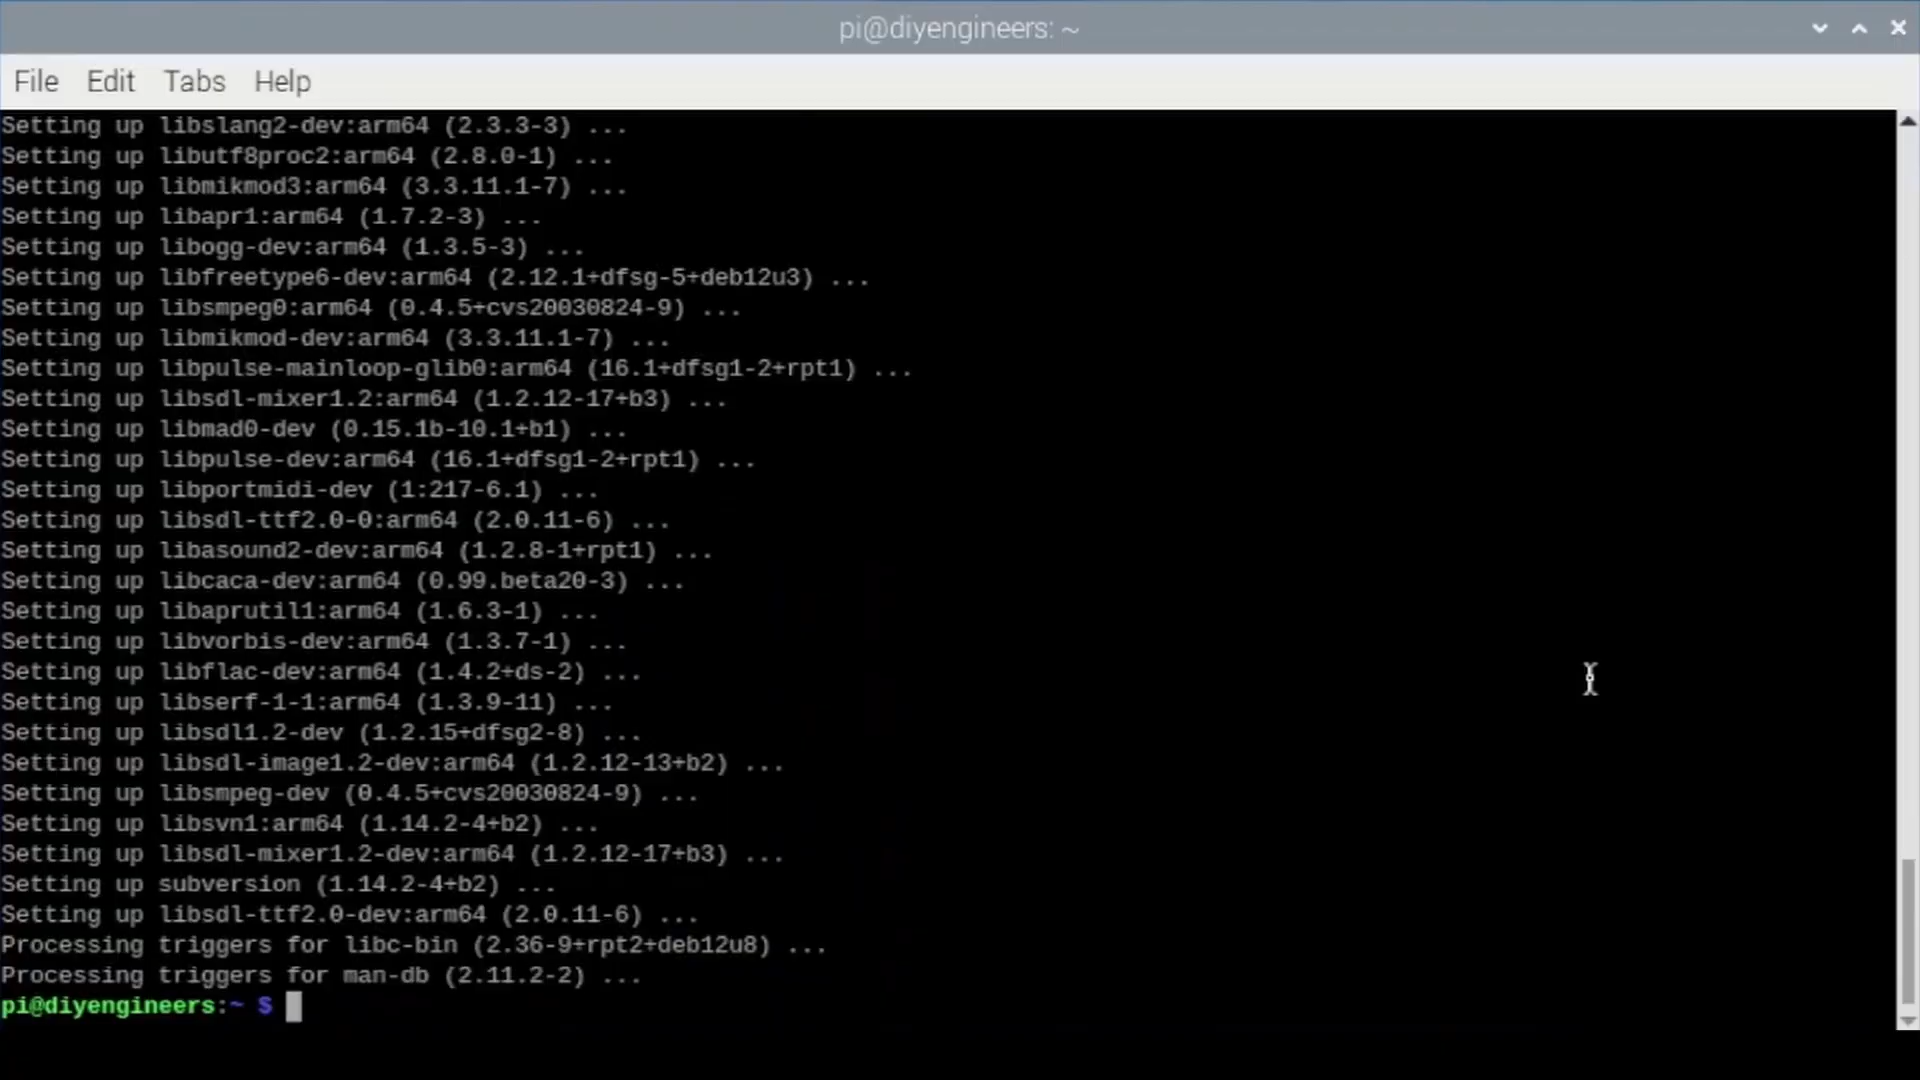 pi@diyengineers: ~
File Edit Tabs Help
Setting up libslang2-dev:arm64 (2.3.3-3) ...
Setting up libutf8proc2:arm64 (2.8.0-1) ...
Setting up libmikmod3:arm64 (3.3.11.1-7) ...
Setting up libapr1:arm64 (1.7.2-3) ...
Setting up libogg-dev:arm64 (1.3.5-3) ...
Setting up libfreetype6-dev:arm64 (2.12.1+dfsg-5+deb12u3) ...
Setting up libsmpeg0:arm64 (0.4.5+cvs20030824-9) ...
Setting up libmikmod-dev:arm64 (3.3.11.1-7) ...
Setting up libpulse-mainloop-glib0:arm64 (16.1+dfsg1-2+rpt1) ...
Setting up libsdl-mixer1.2:arm64 (1.2.12-17+b3) ...
Setting up libmad0-dev (0.15.1b-10.1+b1) ...
Setting up libpulse-dev:arm64 (16.1+dfsg1-2+rpt1) ...
Setting up libportmidi-dev (1:217-6.1) ...
Setting up libsdl-ttf2.0-0:arm64 (2.0.11-6) ...
Setting up libasound2-dev:arm64 (1.2.8-1+rpt1) ...
Setting up libcaca-dev:arm64 (0.99.beta20-3) ...
Setting up libaprutil1:arm64 (1.6.3-1) ...
Setting up libvorbis-dev:arm64 (1.3.7-1) ...
Setting up libflac-dev:arm64 (1.4.2+ds-2) ...
Setting up libserf-1-1:arm64 (1.3.9-11) ...
Setting up libsdl1.2-dev (1.2.15+dfsg2-8) ...
Setting up libsdl-image1.2-dev:arm64 (1.2.12-13+b2) ...
Setting up libsmpeg-dev (0.4.5+cvs20030824-9) ...
Setting up libsvn1:arm64 (1.14.2-4+b2) ...
Setting up libsdl-mixer1.2-dev:arm64 (1.2.12-17+b3) ...
Setting up subversion (1.14.2-4+b2) ...
Setting up libsdl-ttf2.0-dev:arm64 (2.0.11-6) ...
Processing triggers for libc-bin (2.36-9+rpt2+deb12u8) ...
Processing triggers for man-db (2.11.2-2) ...
pi@diyengineers:~ $